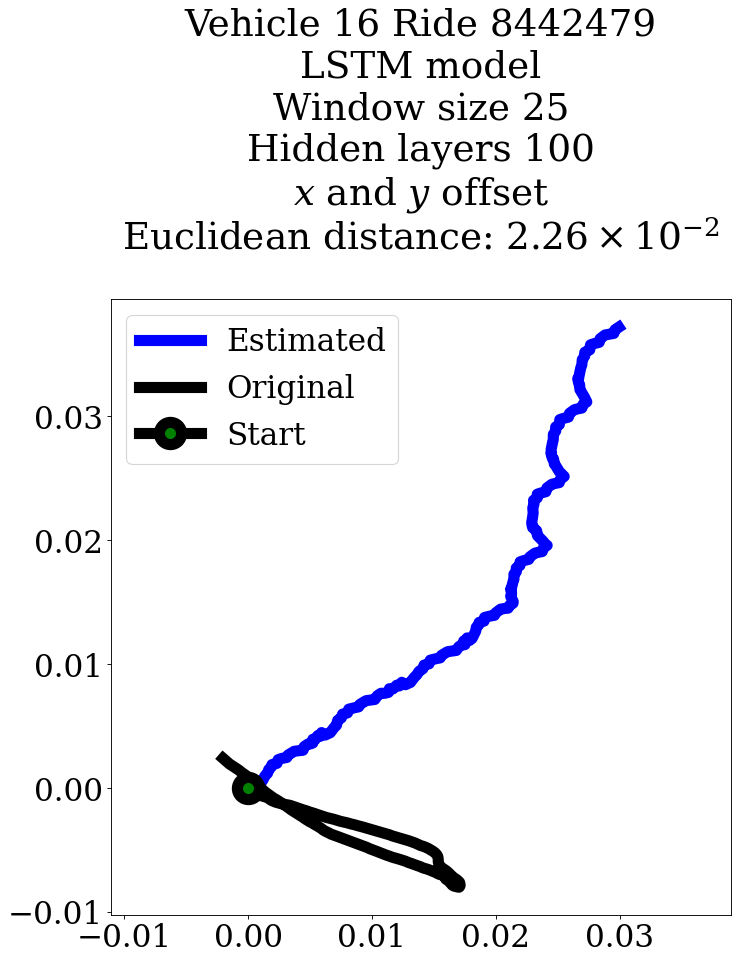 Vehicle 16 Ride 8442479
LSTM model
Window size 25
Hidden layers 100
x and y offset
Euclidean distance: 2.26 × 10⁻²
Estimated
Original
Start
0.03
0.02
0.01
0.00
−0.01
−0.01 0.00 0.01 0.02 0.03